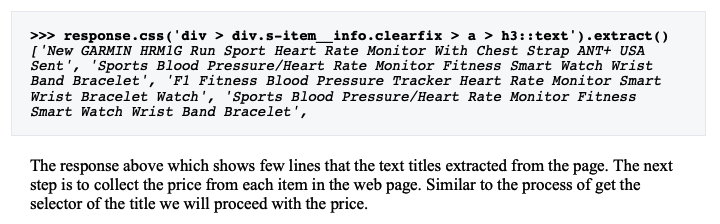 >>> response.css('div > div.s-item__info.clearfix > a > h3::text').extract()
['New GARMIN HRM1G Run Sport Heart Rate Monitor With Chest Strap ANT+ USA
Sent', 'Sports Blood Pressure/Heart Rate Monitor Fitness Smart Watch Wrist
Band Bracelet', 'F1 Fitness Blood Pressure Tracker Heart Rate Monitor Smart
Wrist Bracelet Watch', 'Sports Blood Pressure/Heart Rate Monitor Fitness
Smart Watch Wrist Band Bracelet',
The response above which shows few lines that the text titles extracted from the page. The next
step is to collect the price from each item in the web page. Similar to the process of get the
selector of the title we will proceed with the price.